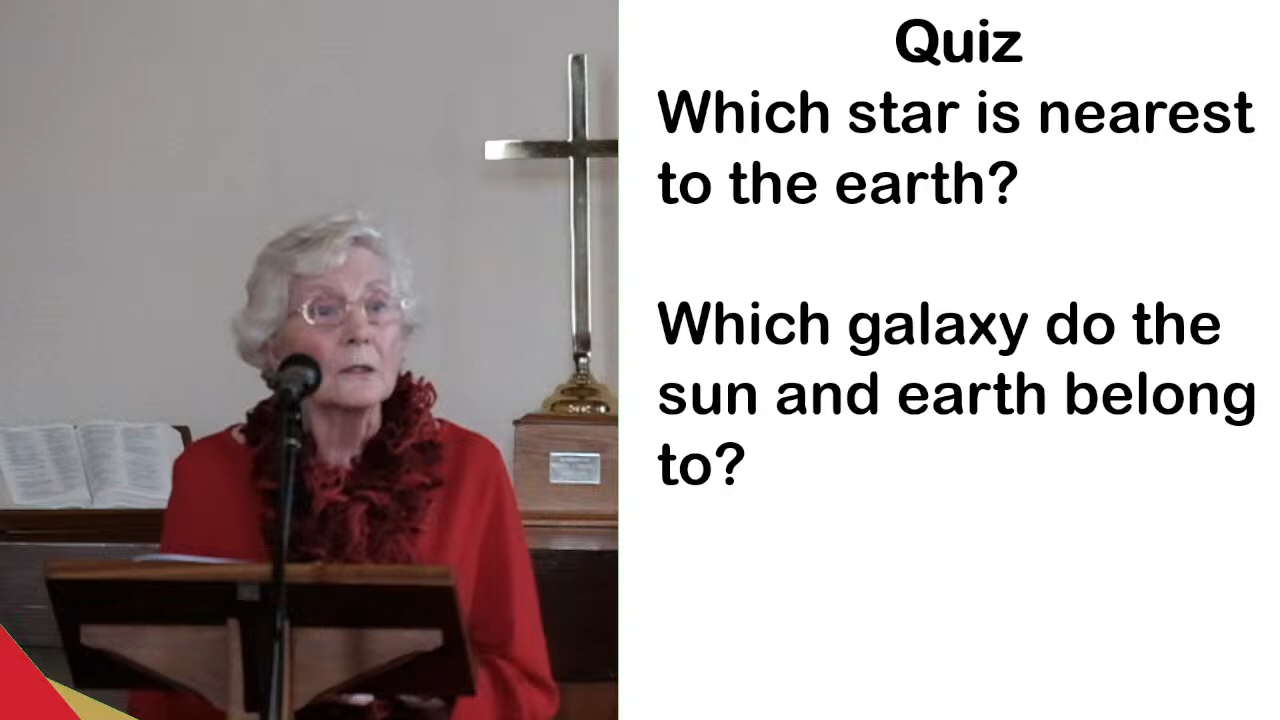 Quiz
Which star is nearest
to the earth?
Which galaxy do the
sun and earth belong
to?